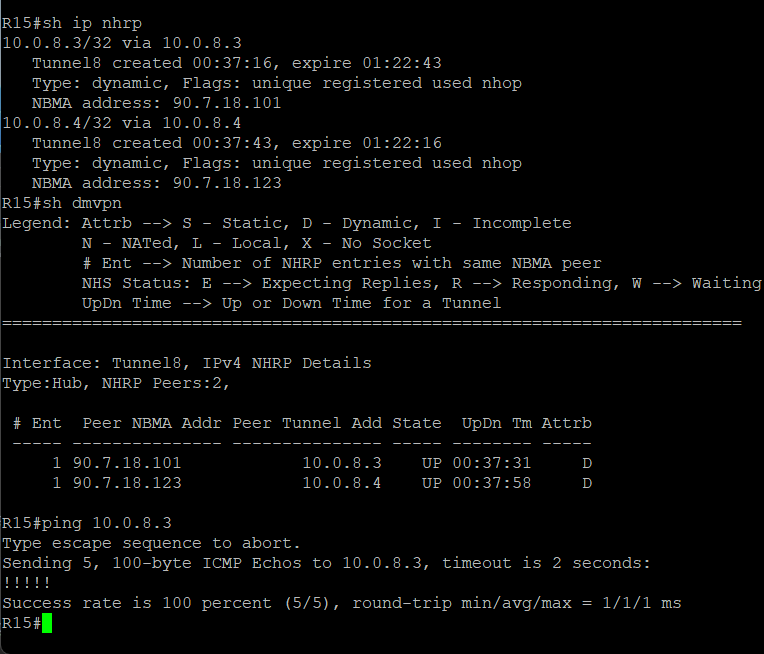 R15#sh ip nhrp
10.0.8.3/32 via 10.0.8.3
   Tunnel8 created 00:37:16, expire 01:22:43
   Type: dynamic, Flags: unique registered used nhop
   NBMA address: 90.7.18.101
10.0.8.4/32 via 10.0.8.4
   Tunnel8 created 00:37:43, expire 01:22:16
   Type: dynamic, Flags: unique registered used nhop
   NBMA address: 90.7.18.123
R15#sh dmvpn
Legend: Attrb --> S - Static, D - Dynamic, I - Incomplete
        N - NATed, L - Local, X - No Socket
        # Ent --> Number of NHRP entries with same NBMA peer
        NHS Status: E --> Expecting Replies, R --> Responding, W --> Waiting
        UpDn Time --> Up or Down Time for a Tunnel
==========================================================================

Interface: Tunnel8, IPv4 NHRP Details
Type:Hub, NHRP Peers:2,

 # Ent  Peer NBMA Addr Peer Tunnel Add State  UpDn Tm Attrb
 ----- --------------- --------------- ----- -------- -----
     1 90.7.18.101            10.0.8.3    UP 00:37:31     D
     1 90.7.18.123            10.0.8.4    UP 00:37:58     D

R15#ping 10.0.8.3
Type escape sequence to abort.
Sending 5, 100-byte ICMP Echos to 10.0.8.3, timeout is 2 seconds:
!!!!!
Success rate is 100 percent (5/5), round-trip min/avg/max = 1/1/1 ms
R15#